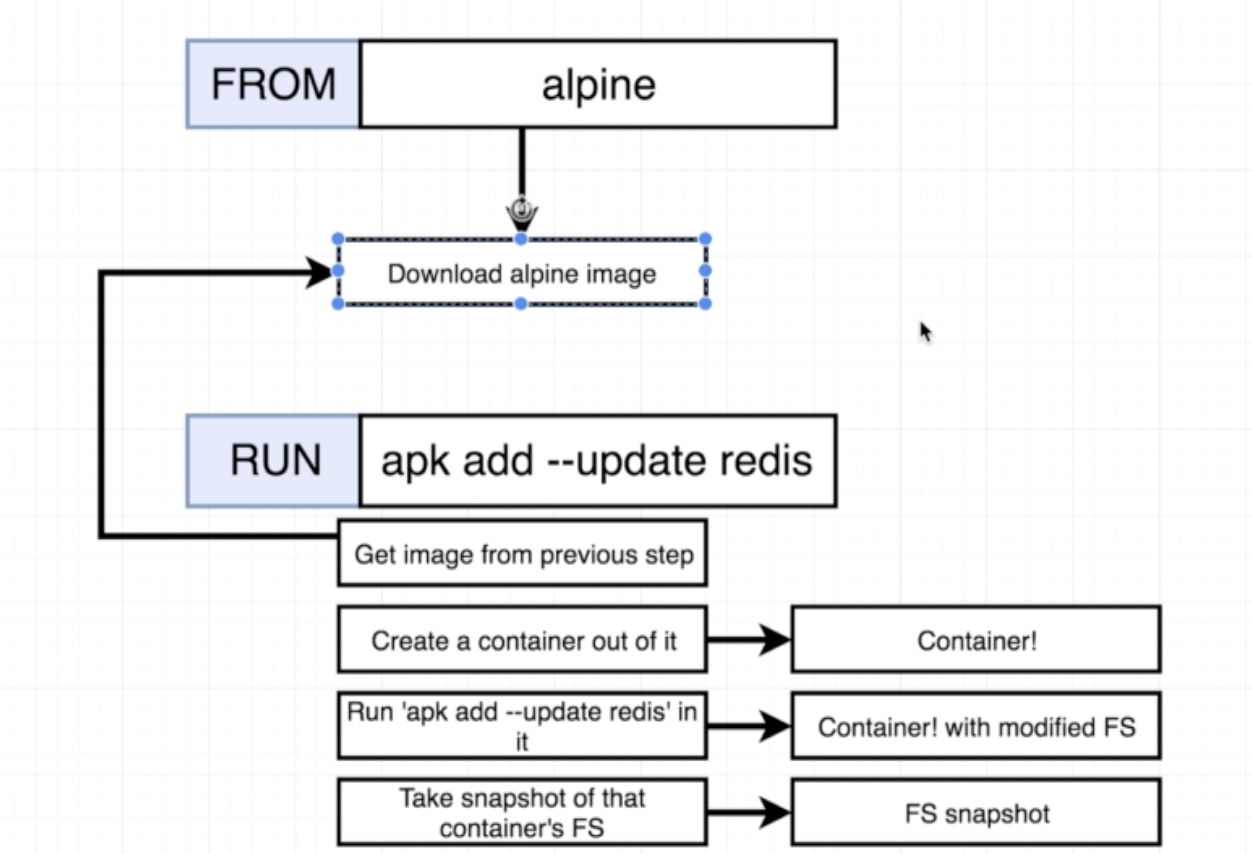 FROM alpine
Download alpine image
RUN apk add --update redis
Get image from previous step
Create a container out of it
Container!
Run 'apk add --update redis' in
it
Container! with modified FS
Take snapshot of that
container's FS
FS snapshot